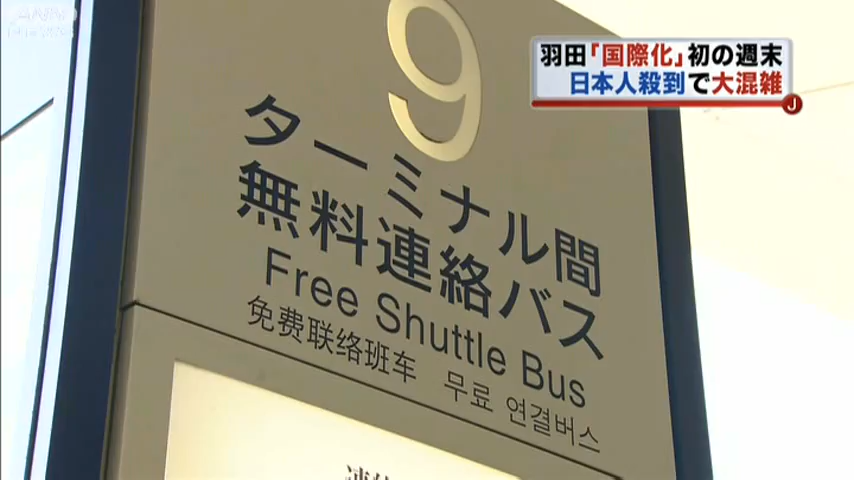 羽田「国際化」初の週末
日本人殺到で大混雑
J
9
ターミナル間
無料連絡バス
Free Shuttle Bus
免费联络班车 무료 연결버스